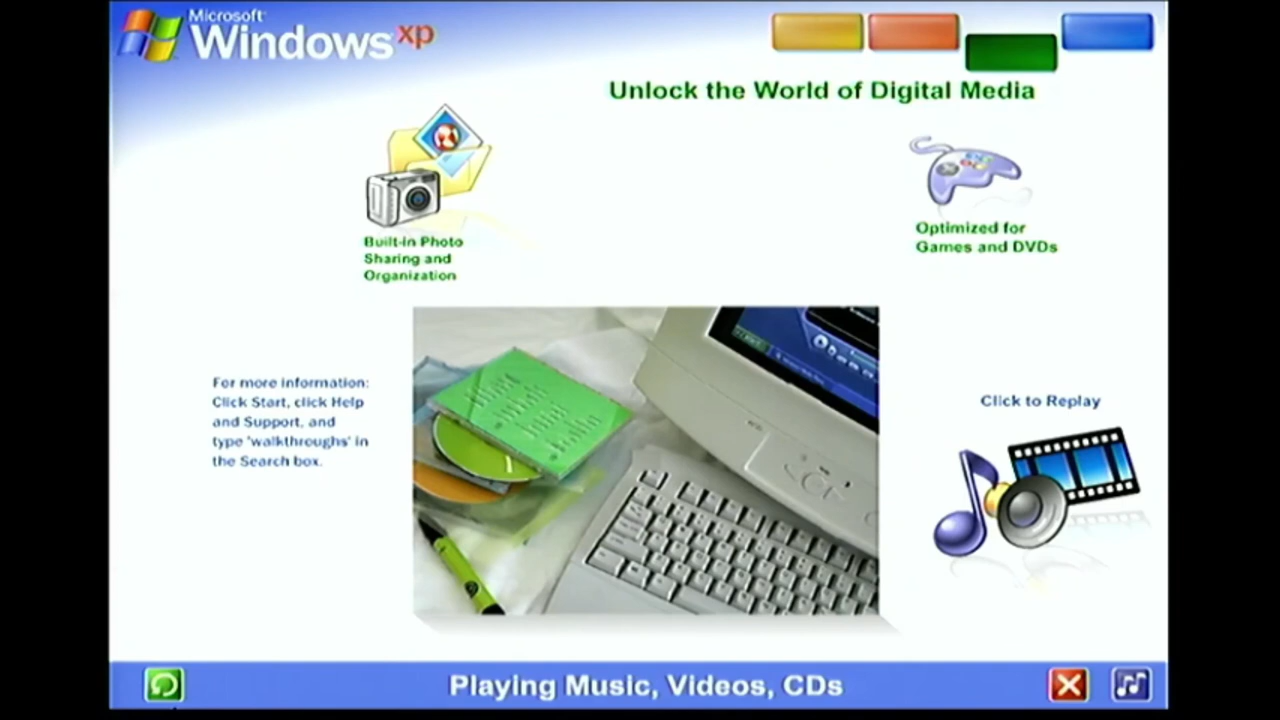 Microsoft
Windows xp
Unlock the World of Digital Media
Built-in Photo
Sharing and
Organization
Optimized for
Games and DVDs
For more information:
Click Start, click Help
and Support, and
type 'walkthroughs' in
the Search box.
Click to Replay
Playing Music, Videos, CDs